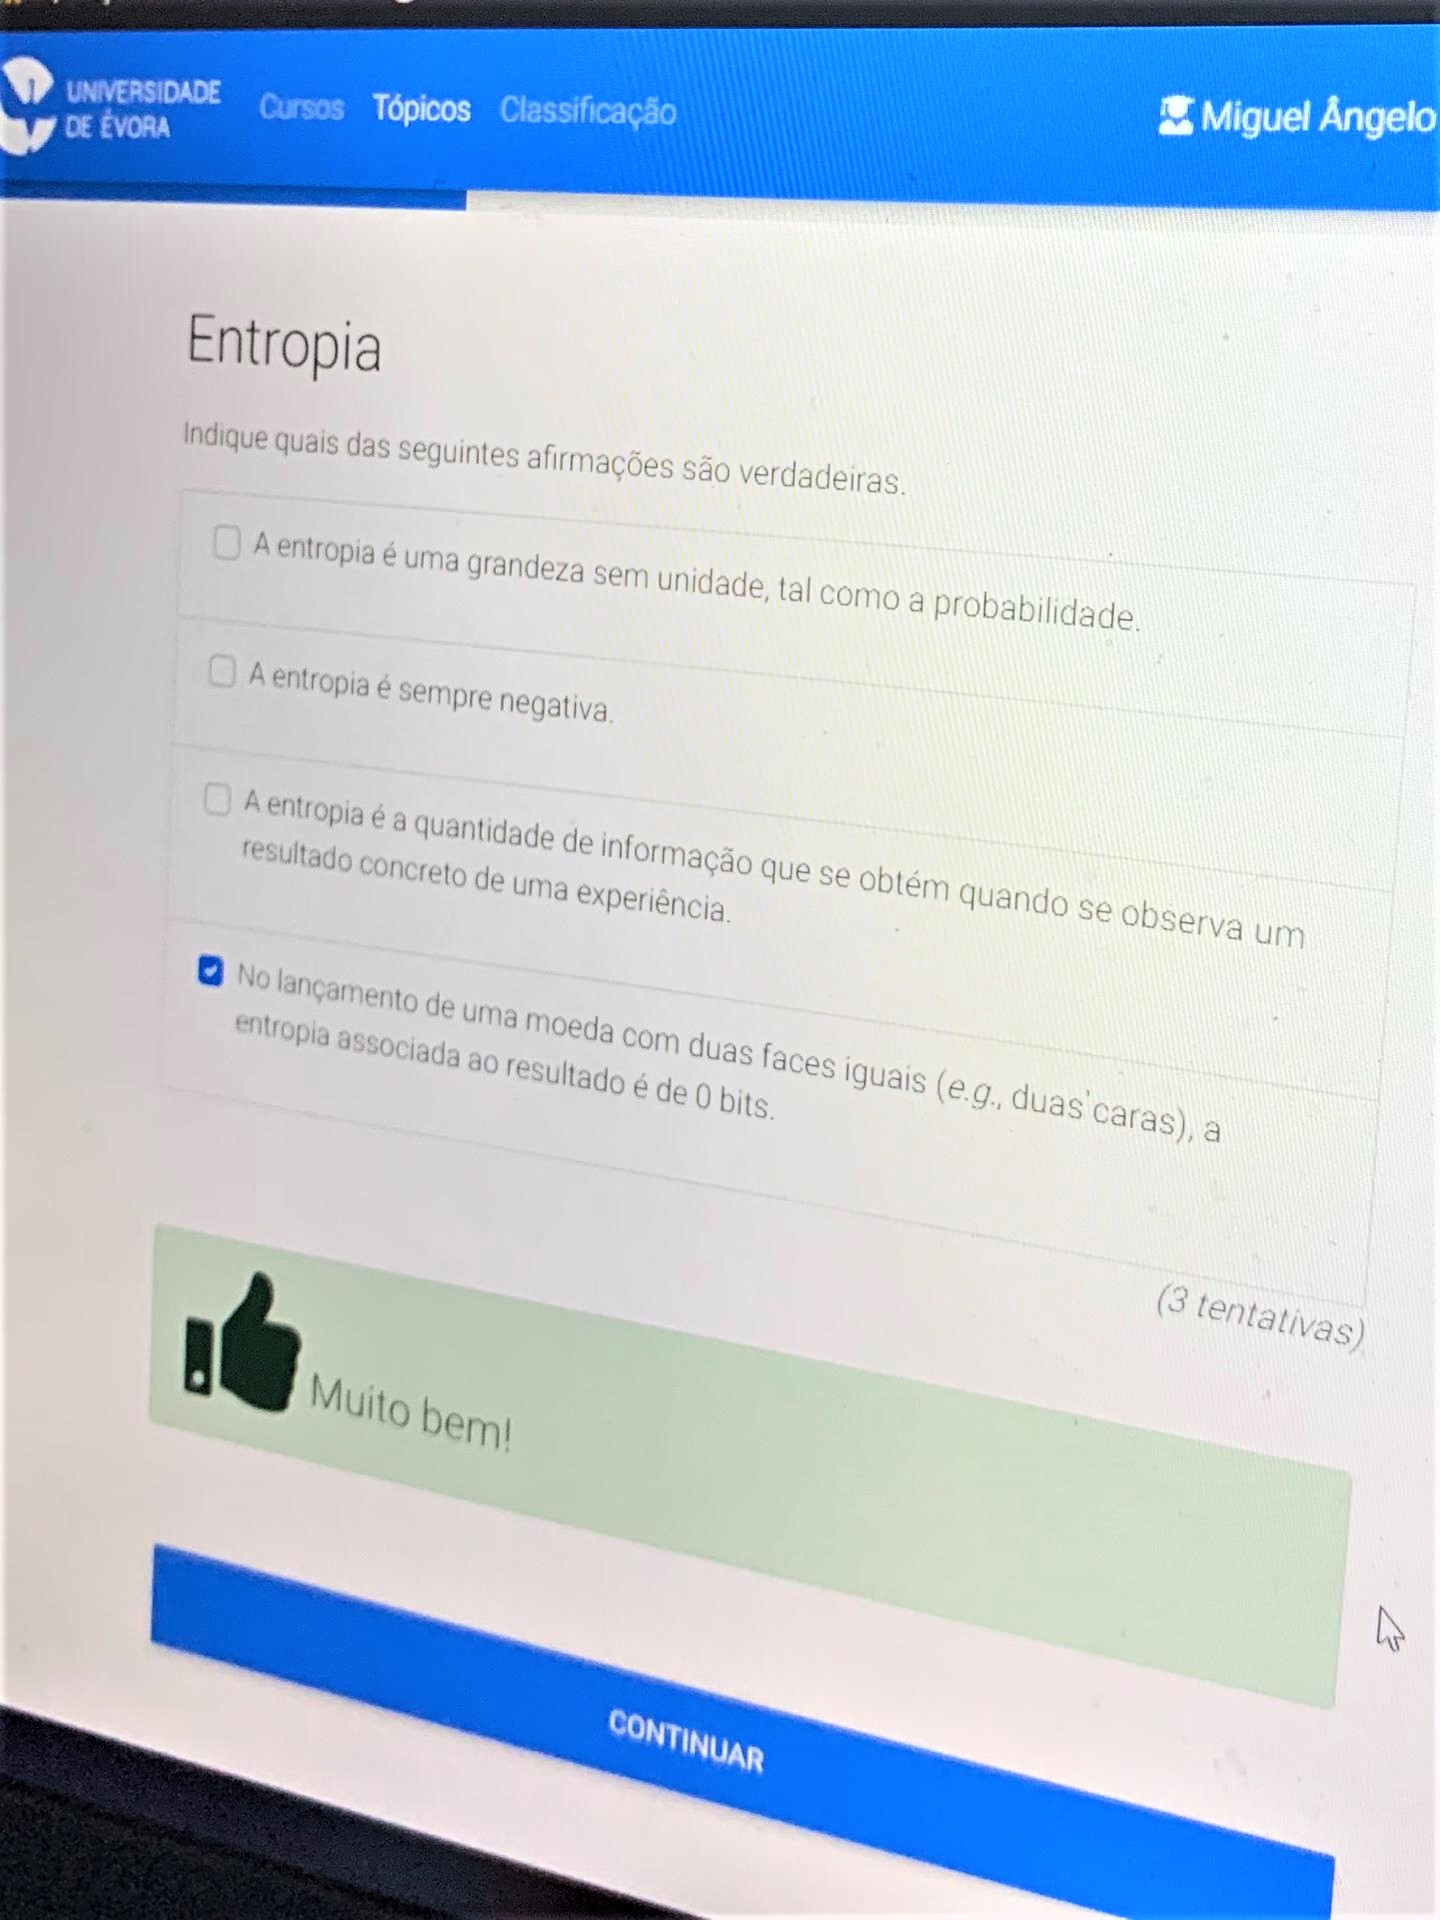 UNIVERSIDADE
DE ÉVORA
Cursos Tópicos Classificação
Miguel Ângelo
Entropia
Indique quais das seguintes afirmações são verdadeiras.
A entropia é uma grandeza sem unidade, tal como a probabilidade.
A entropia é sempre negativa.
A entropia é a quantidade de informação que se obtém quando se observa um
resultado concreto de uma experiência.
No lançamento de uma moeda com duas faces iguais (e.g., duas caras), a
entropia associada ao resultado é de 0 bits.
(3 tentativas)
Muito bem!
CONTINUAR